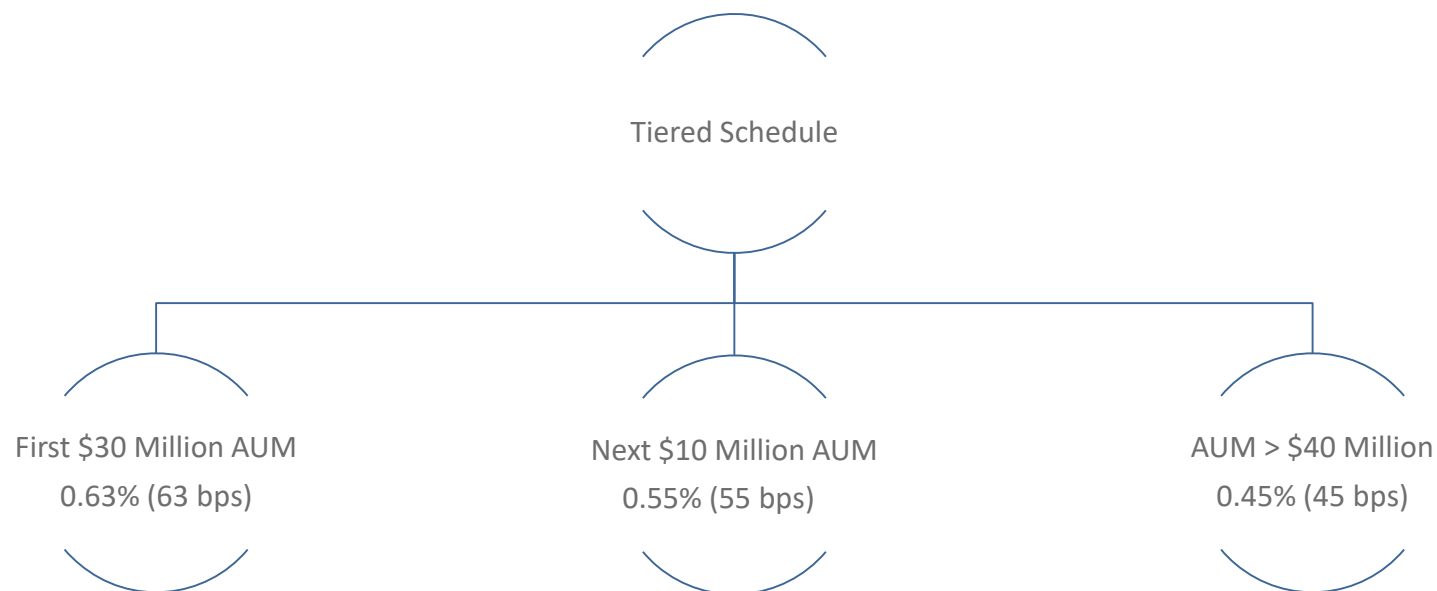 Tiered Schedule
First $30 Million AUM
0.63% (63 bps)
Next $10 Million AUM
0.55% (55 bps)
AUM > $40 Million
0.45% (45 bps)